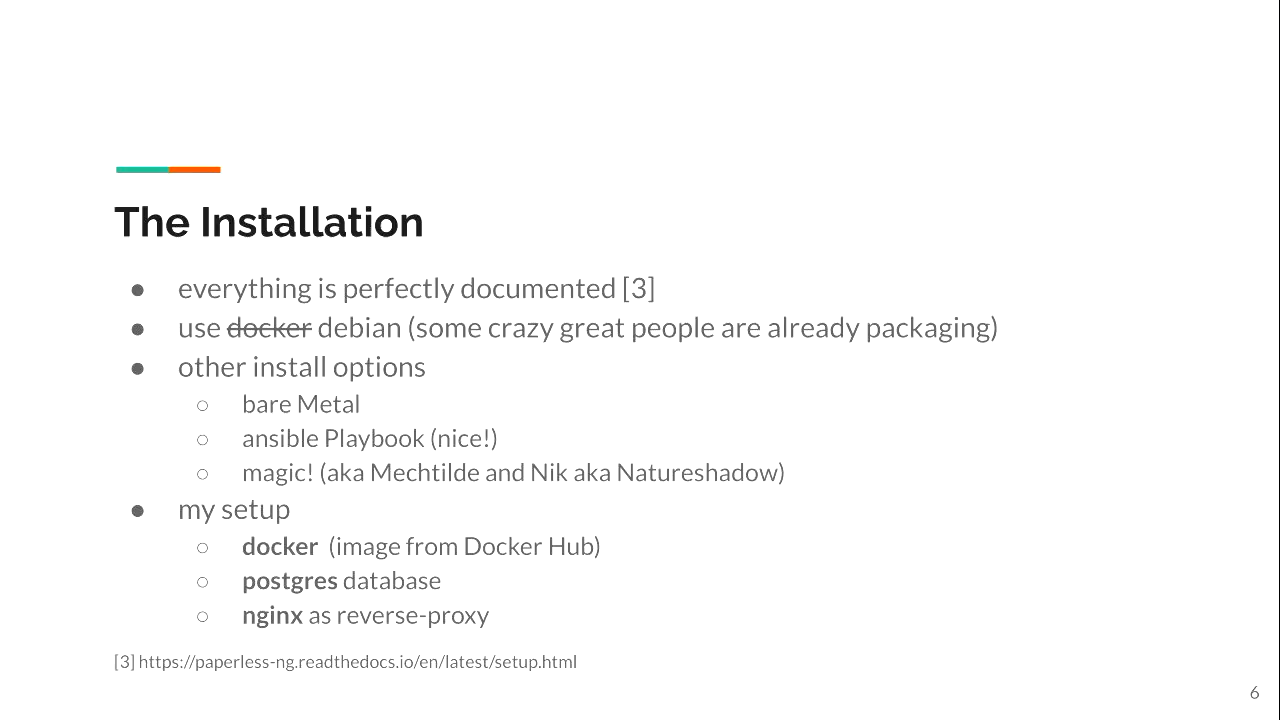 The Installation
● everything is perfectly documented [3]
● use docker debian (some crazy great people are already packaging)
● other install options
○ bare Metal
○ ansible Playbook (nice!)
○ magic! (aka Mechtilde and Nik aka Natureshadow)
● my setup
○ docker (image from Docker Hub)
○ postgres database
○ nginx as reverse-proxy
[3] https://paperless-ng.readthedocs.io/en/latest/setup.html
6